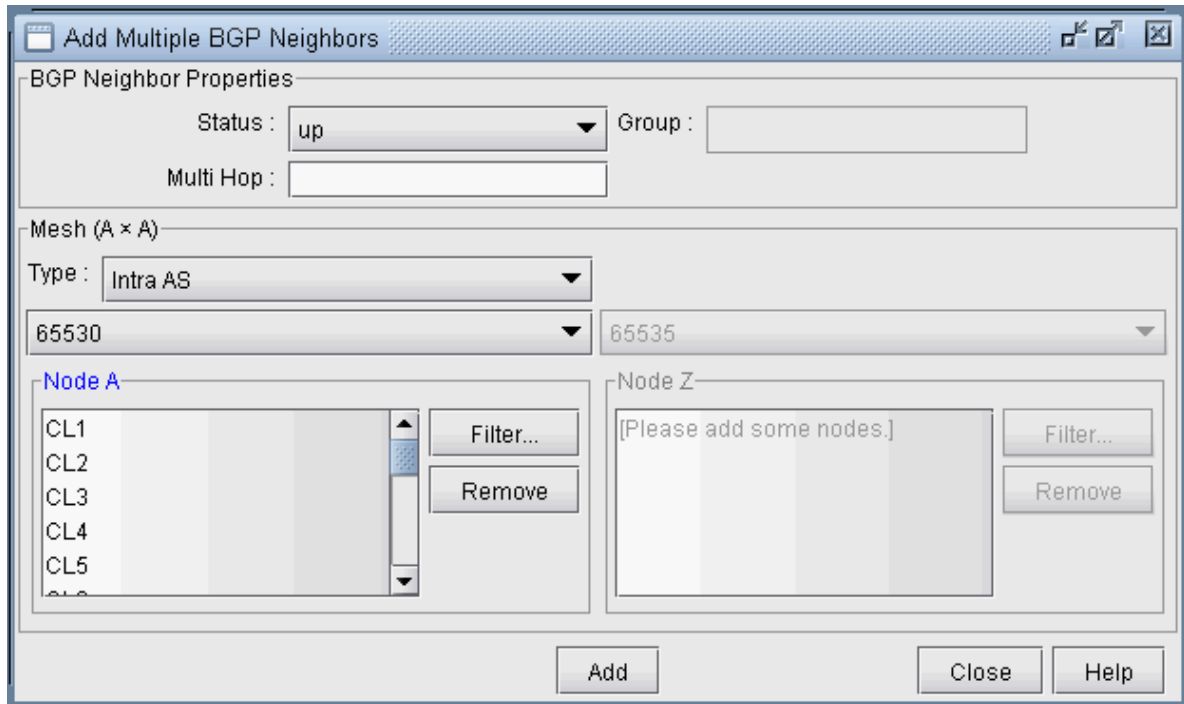 Add Multiple BGP Neighbors
BGP Neighbor Properties
Status : up Group :
Multi Hop :
Mesh (A × A)
Type : Intra AS
65530 65535
Node A Node Z
CL1 Filter... [Please add some nodes.] Filter...
CL2
CL3 Remove Remove
CL4
CL5
Add Close Help